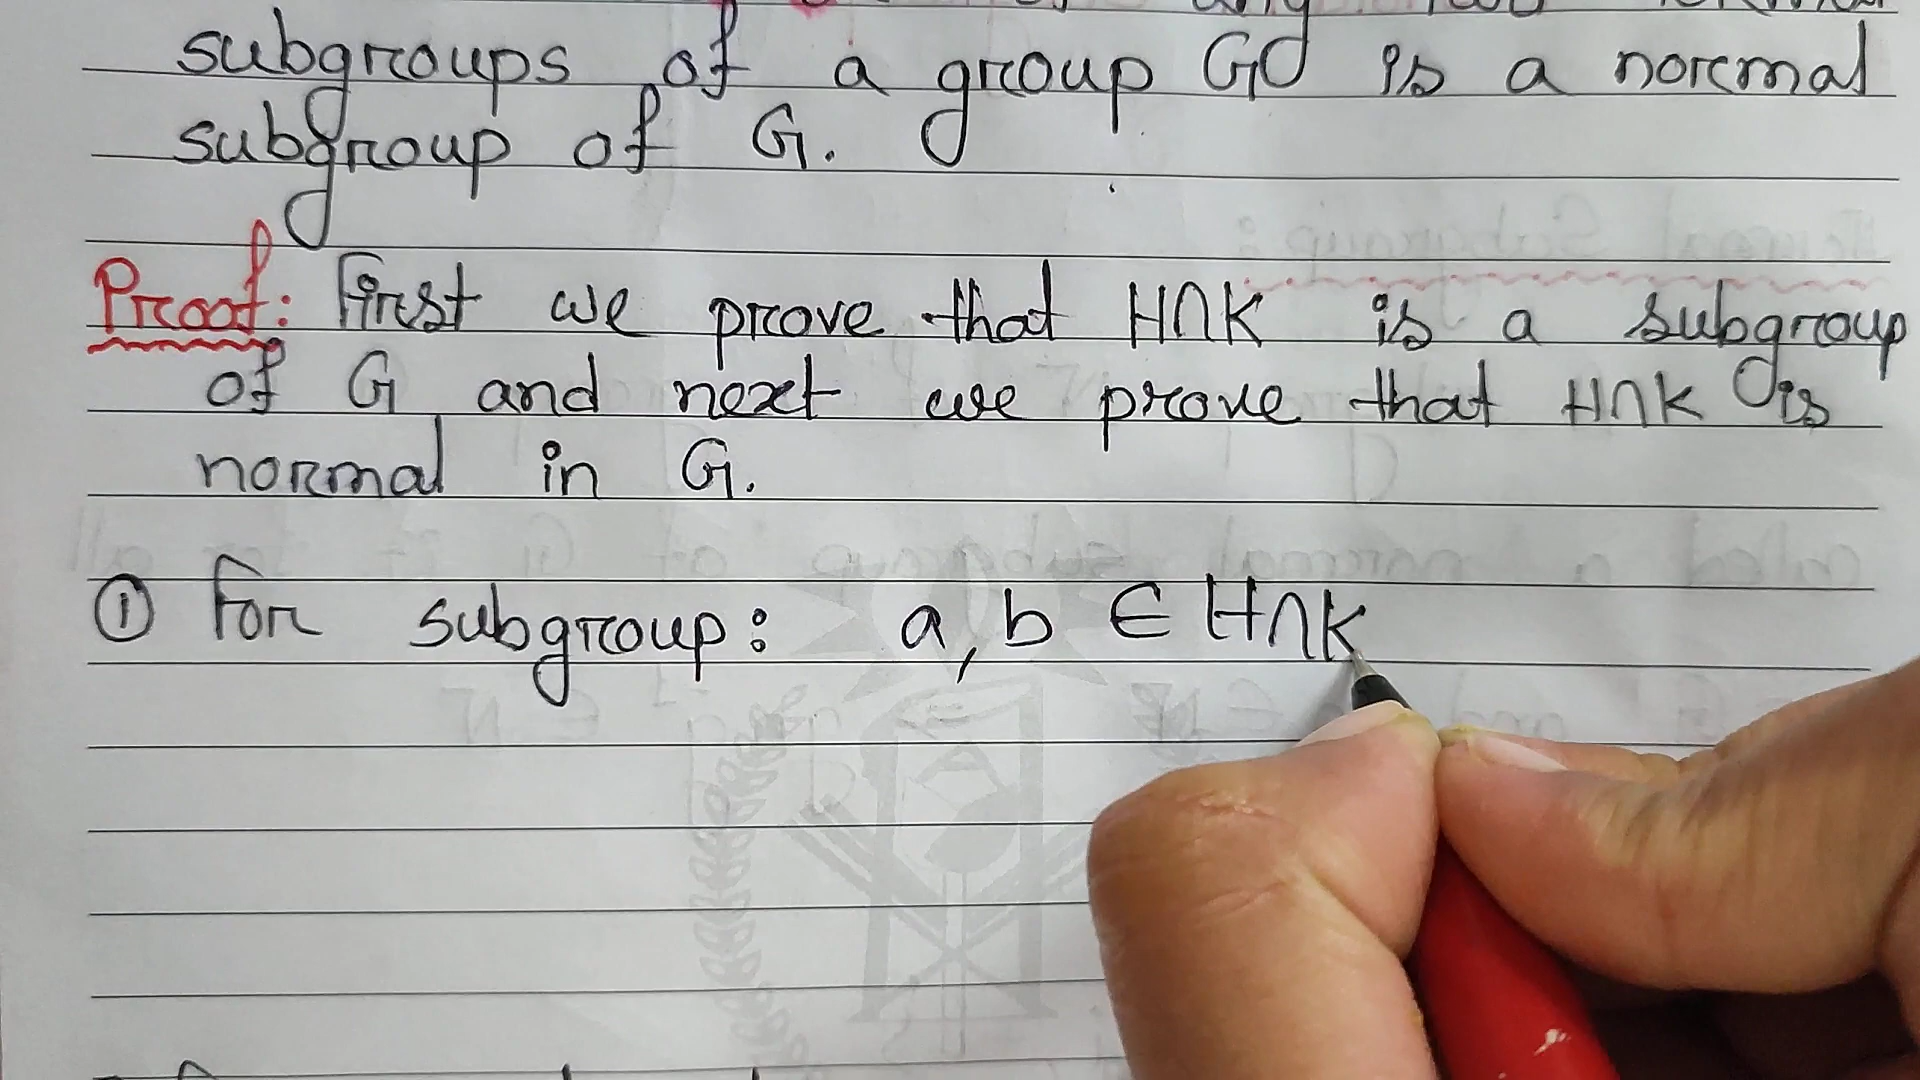 subgroups of a group G is a normal
subgroup of G.
Proof: First we prove that H∩K is a subgroup
of G and next we prove that H∩K is
normal in G.
① For subgroup: a, b ∈ H∩K